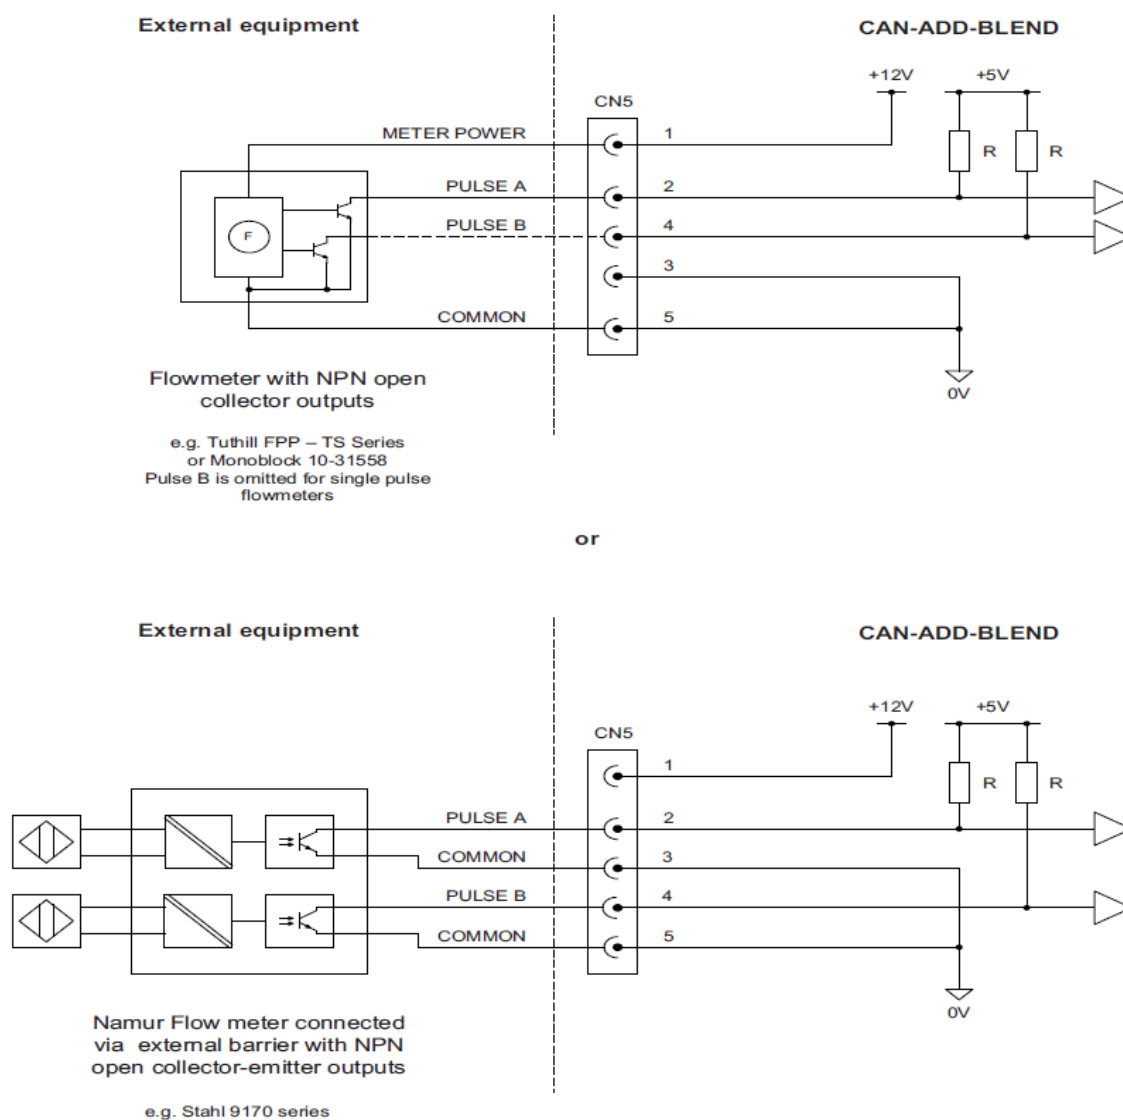 External equipment
CAN-ADD-BLEND
+12V
+5V
CN5
METER POWER
1
R
R
PULSE A
2
PULSE B
4
F
3
COMMON
5
0V
Flowmeter with NPN open
collector outputs
e.g. Tuthill FPP – TS Series
or Monoblock 10-31558
Pulse B is omitted for single pulse
flowmeters
or
External equipment
CAN-ADD-BLEND
+12V
+5V
CN5
1
R
R
PULSE A
2
COMMON
3
PULSE B
4
COMMON
5
0V
Namur Flow meter connected
via external barrier with NPN
open collector-emitter outputs
e.g. Stahl 9170 series